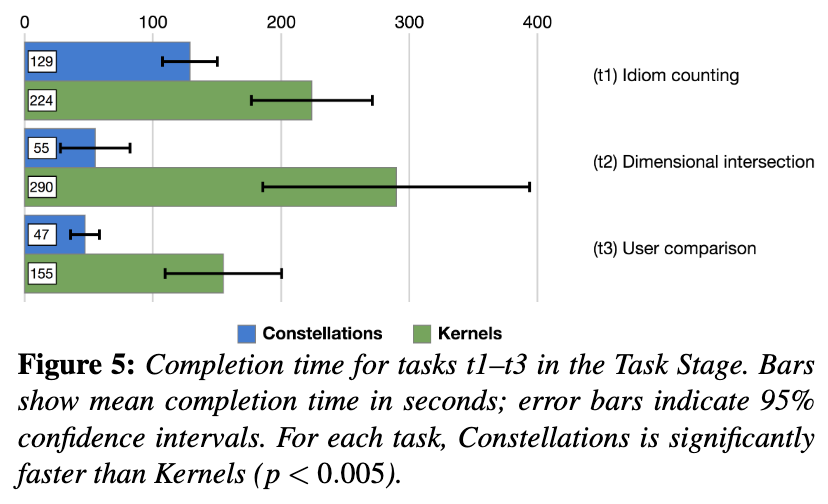 0 100 200 300 400
129
(t1) Idiom counting
224
55
(t2) Dimensional intersection
290
47
(t3) User comparison
155
Constellations Kernels
Figure 5: Completion time for tasks t1–t3 in the Task Stage. Bars
show mean completion time in seconds; error bars indicate 95%
confidence intervals. For each task, Constellations is significantly
faster than Kernels (p < 0.005).